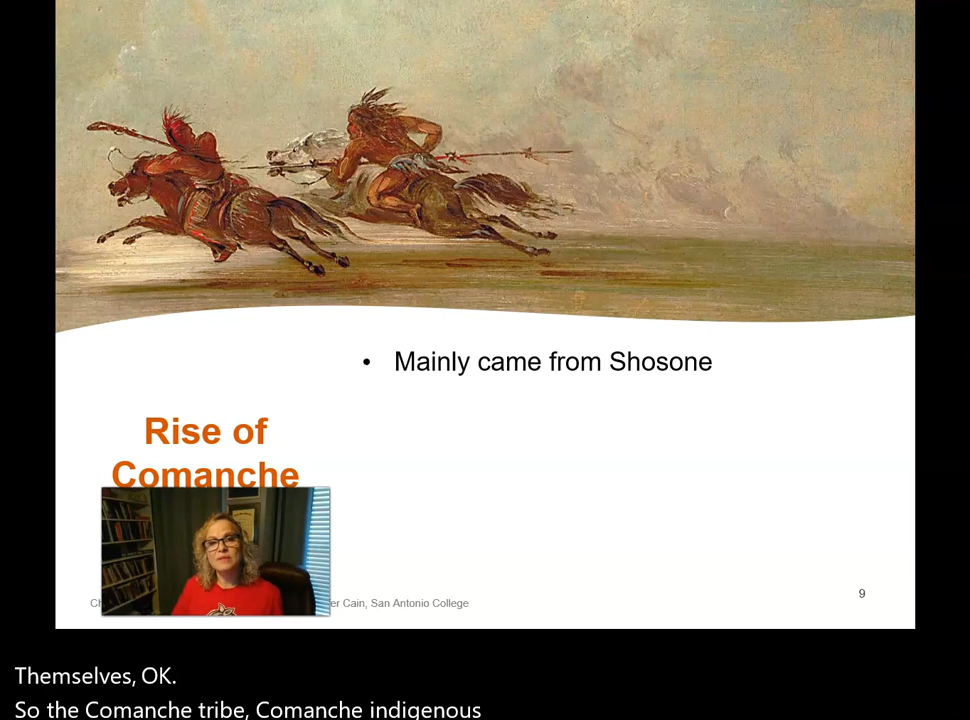 • Mainly came from Shosone
Rise of
Comanche
er Cain, San Antonio College
9
Themselves, OK.
So the Comanche tribe, Comanche indigenous